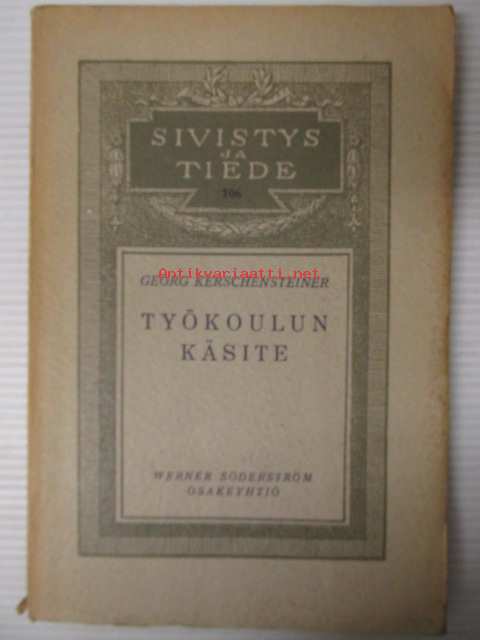 SIVISTYS
JA
TIEDE
106
Antikvariaatti.net
GEORG KERSCHENSTEINER
TYÖKOULUN
KÄSITE
WERNER SÖDERSTRÖM
OSAKEYHTIÖ